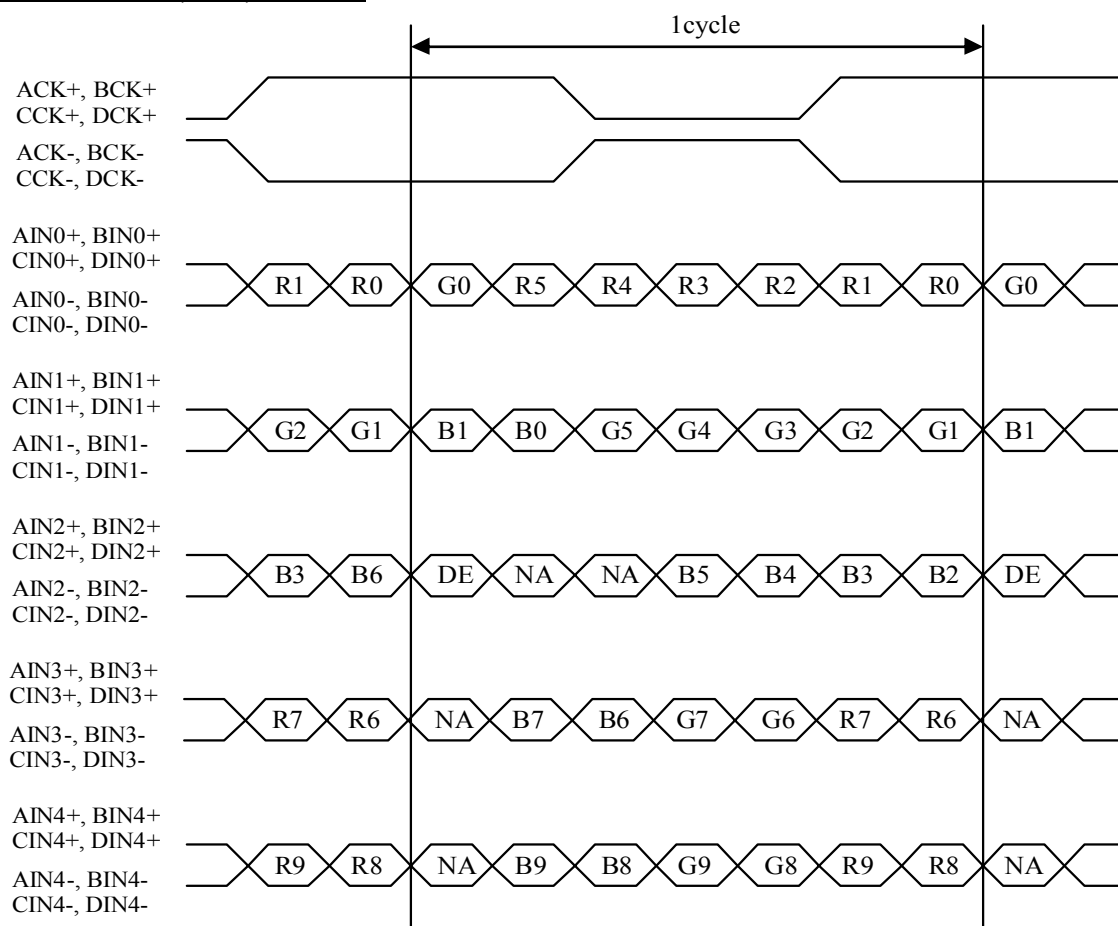 1cycle
ACK+, BCK+
CCK+, DCK+
ACK-, BCK-
CCK-, DCK-
AIN0+, BIN0+
CIN0+, DIN0+
AIN0-, BIN0-
CIN0-, DIN0-
R1 R0 G0 R5 R4 R3 R2 R1 R0 G0
AIN1+, BIN1+
CIN1+, DIN1+
AIN1-, BIN1-
CIN1-, DIN1-
G2 G1 B1 B0 G5 G4 G3 G2 G1 B1
AIN2+, BIN2+
CIN2+, DIN2+
AIN2-, BIN2-
CIN2-, DIN2-
B3 B6 DE NA NA B5 B4 B3 B2 DE
AIN3+, BIN3+
CIN3+, DIN3+
AIN3-, BIN3-
CIN3-, DIN3-
R7 R6 NA B7 B6 G7 G6 R7 R6 NA
AIN4+, BIN4+
CIN4+, DIN4+
AIN4-, BIN4-
CIN4-, DIN4-
R9 R8 NA B9 B8 G9 G8 R9 R8 NA